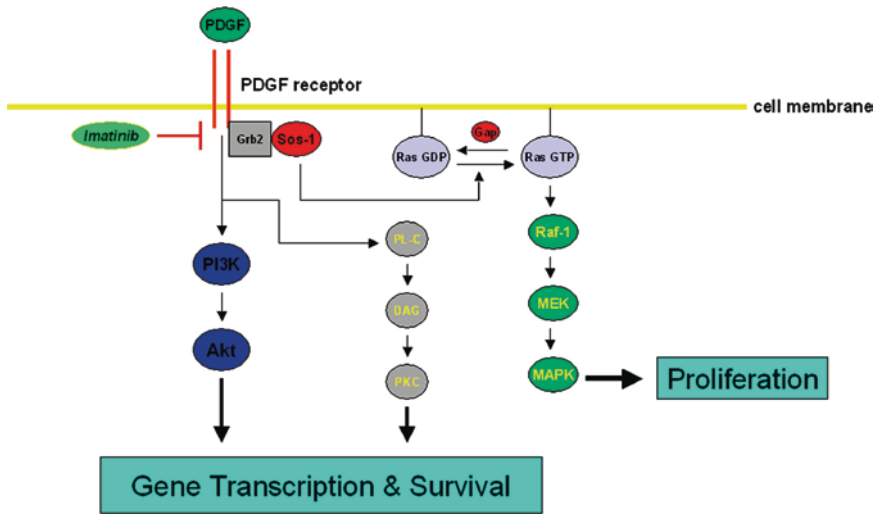 PDGF
PDGF receptor
cell membrane
Imatinib
Grb2
Sos-1
Gap
Ras GDP
Ras GTP
PL-C
Raf-1
PI3K
DAG
MEK
Akt
PKC
MAPK
Proliferation
Gene Transcription & Survival